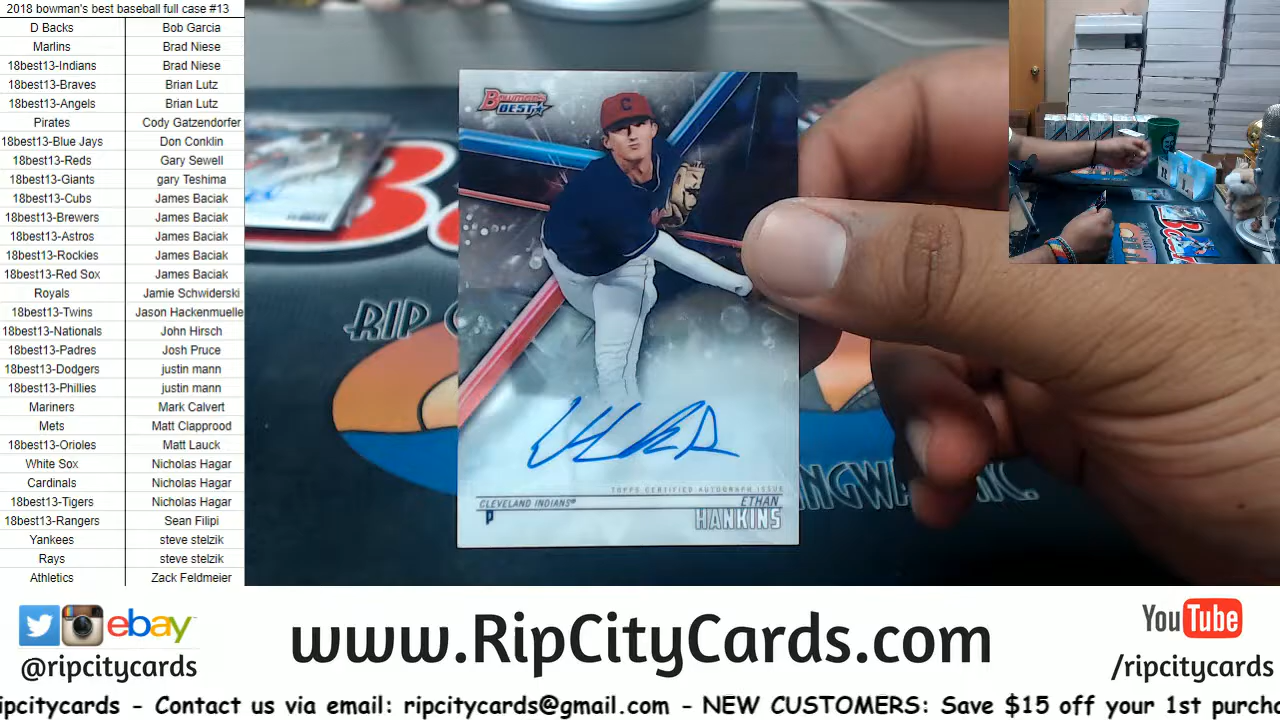 2018 bowman's best baseball full case #13
D Backs Bob Garcia
Marlins Brad Niese
18best13-Indians Brad Niese
18best13-Braves Brian Lutz
18best13-Angels Brian Lutz
Pirates Cody Gatzendorfer
18best13-Blue Jays Don Conklin
18best13-Reds Gary Sewell
18best13-Giants gary Teshima
18best13-Cubs James Baciak
18best13-Brewers James Baciak
18best13-Astros James Baciak
18best13-Rockies James Baciak
18best13-Red Sox James Baciak
Royals Jamie Schwiderski
18best13-Twins Jason Hackenmuelle
18best13-Nationals John Hirsch
18best13-Padres Josh Pruce
18best13-Dodgers justin mann
18best13-Phillies justin mann
Mariners Mark Calvert
Mets Matt Clapprood
18best13-Orioles Matt Lauck
White Sox Nicholas Hagar
Cardinals Nicholas Hagar
18best13-Tigers Nicholas Hagar
18best13-Rangers Sean Filipi
Yankees steve stelzik
Rays steve stelzik
Athletics Zack Feldmeier
BOWMAN'S
BEST
C
RIP
TOPPS CERTIFIED AUTOGRAPH ISSUE
CLEVELAND INDIANS® ETHAN
P HANKINS
ebay
@ripcitycards
www.RipCityCards.com
YouTube
/ripcitycards
ipcitycards - Contact us via email: ripcitycards@gmail.com - NEW CUSTOMERS: Save $15 off your 1st purcha